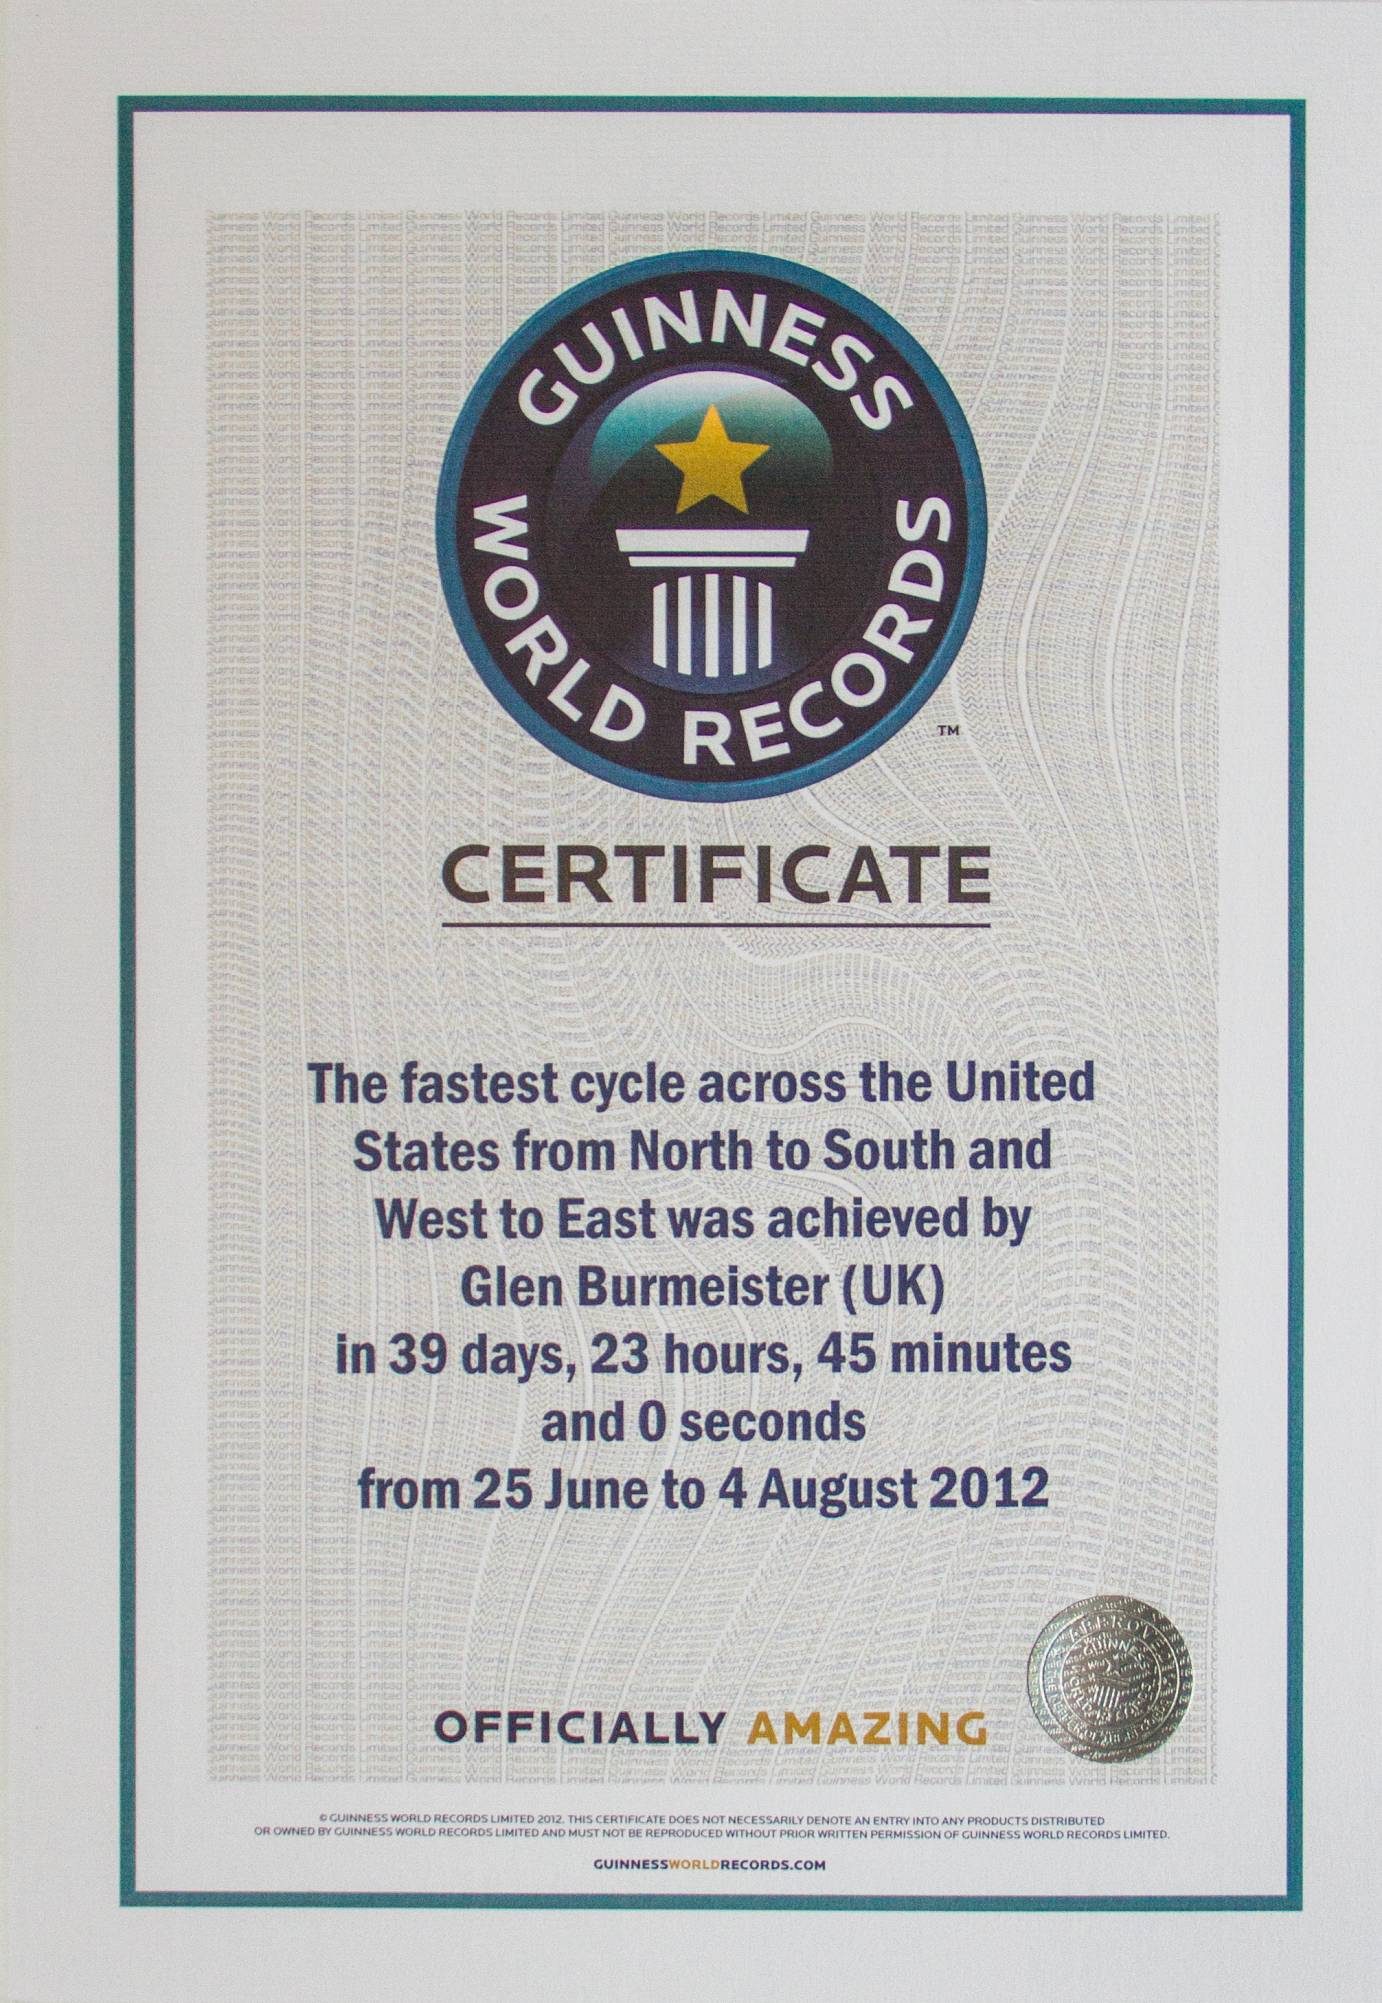 GUINNESS
WORLD RECORDS
TM
CERTIFICATE
The fastest cycle across the United
States from North to South and
West to East was achieved by
Glen Burmeister (UK)
in 39 days, 23 hours, 45 minutes
and 0 seconds
from 25 June to 4 August 2012
OFFICIALLY AMAZING
© GUINNESS WORLD RECORDS LIMITED 2012. THIS CERTIFICATE DOES NOT NECESSARILY DENOTE AN ENTRY INTO ANY PRODUCTS DISTRIBUTED
OR OWNED BY GUINNESS WORLD RECORDS LIMITED AND MUST NOT BE REPRODUCED WITHOUT PRIOR WRITTEN PERMISSION OF GUINNESS WORLD RECORDS LIMITED.
GUINNESSWORLDRECORDS.COM